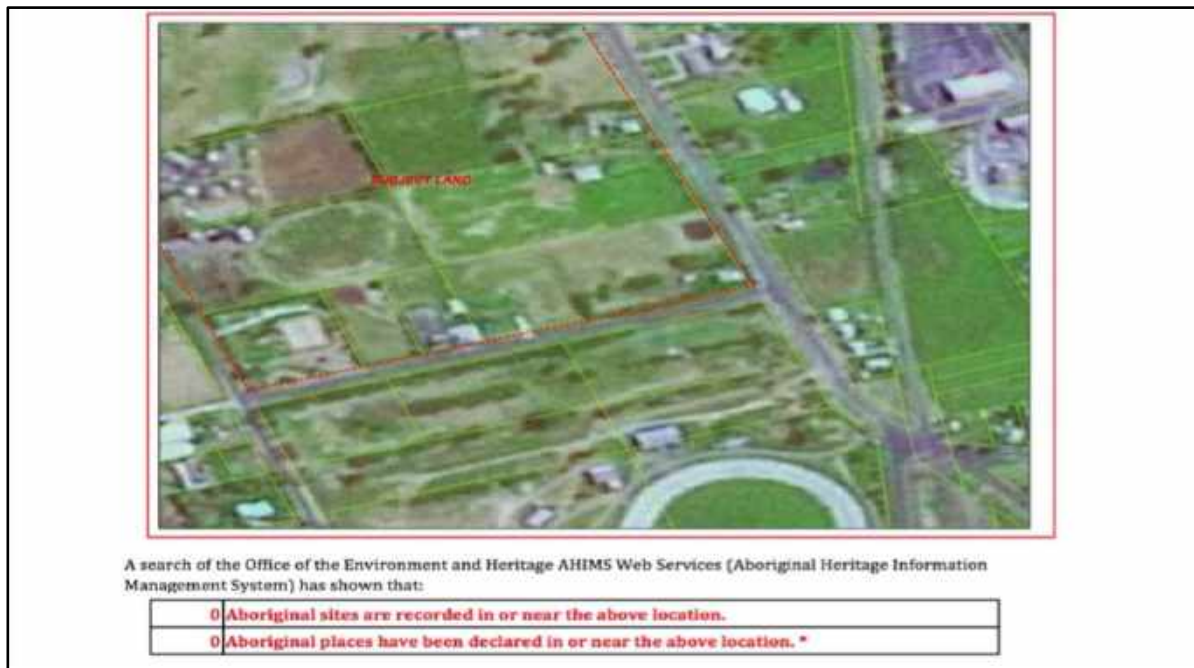 SUBJECT LAND
A search of the Office of the Environment and Heritage AHIMS Web Services (Aboriginal Heritage Information
Management System) has shown that:
0 Aboriginal sites are recorded in or near the above location.
0 Aboriginal places have been declared in or near the above location. *